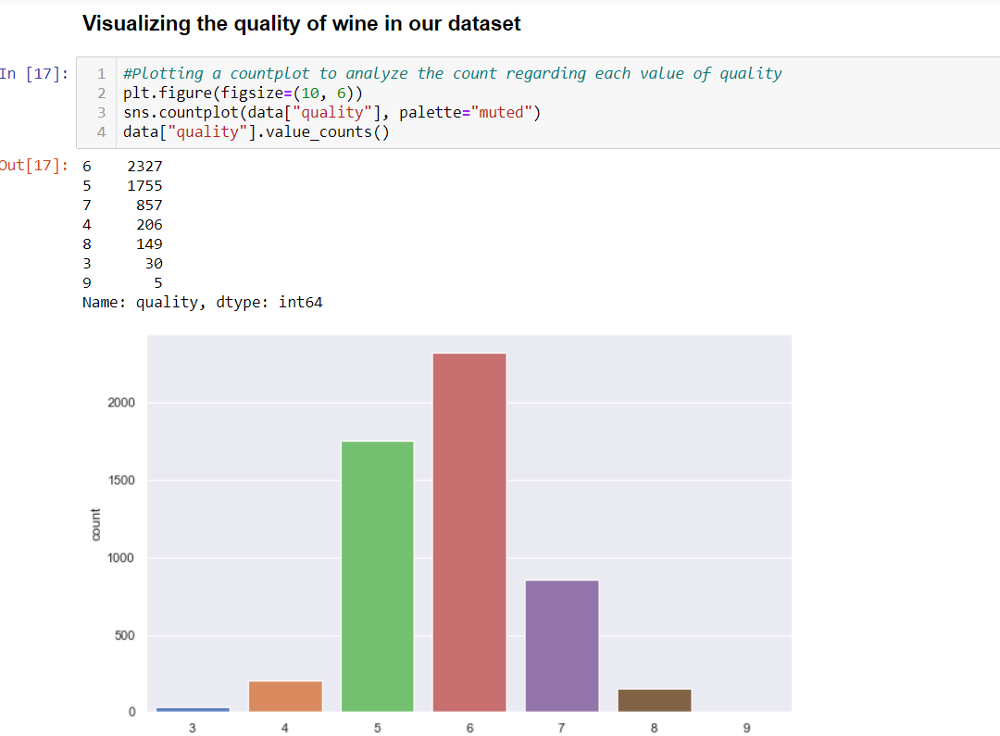 Visualizing the quality of wine in our dataset
In [17]:
1 #Plotting a countplot to analyze the count regarding each value of quality
2 plt.figure(figsize=(10, 6))
3 sns.countplot(data["quality"], palette="muted")
4 data["quality"].value_counts()
Out[17]:
6 2327
5 1755
7 857
4 206
8 149
3 30
9 5
Name: quality, dtype: int64
2000
1500
count
1000
500
0
3 4 5 6 7 8 9